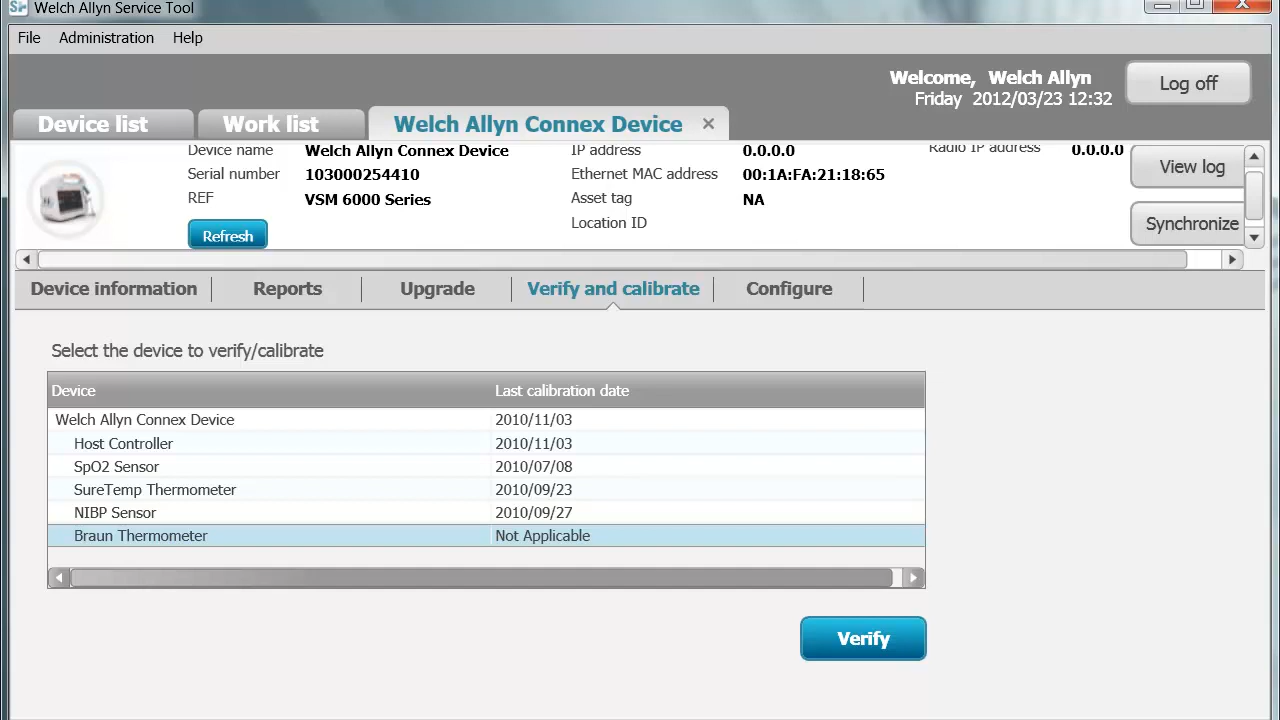 Welch Allyn Service Tool
File Administration Help
Welcome, Welch Allyn
Friday 2012/03/23 12:32
Log off
Device list Work list Welch Allyn Connex Device
Device name Welch Allyn Connex Device IP address 0.0.0.0 Radio IP address 0.0.0.0
Serial number 103000254410 Ethernet MAC address 00:1A:FA:21:18:65
View log
REF VSM 6000 Series Asset tag NA
Location ID
Synchronize
Refresh
Device information Reports Upgrade Verify and calibrate Configure
Select the device to verify/calibrate
Device Last calibration date
Welch Allyn Connex Device 2010/11/03
Host Controller 2010/11/03
SpO2 Sensor 2010/07/08
SureTemp Thermometer 2010/09/23
NIBP Sensor 2010/09/27
Braun Thermometer Not Applicable
Verify